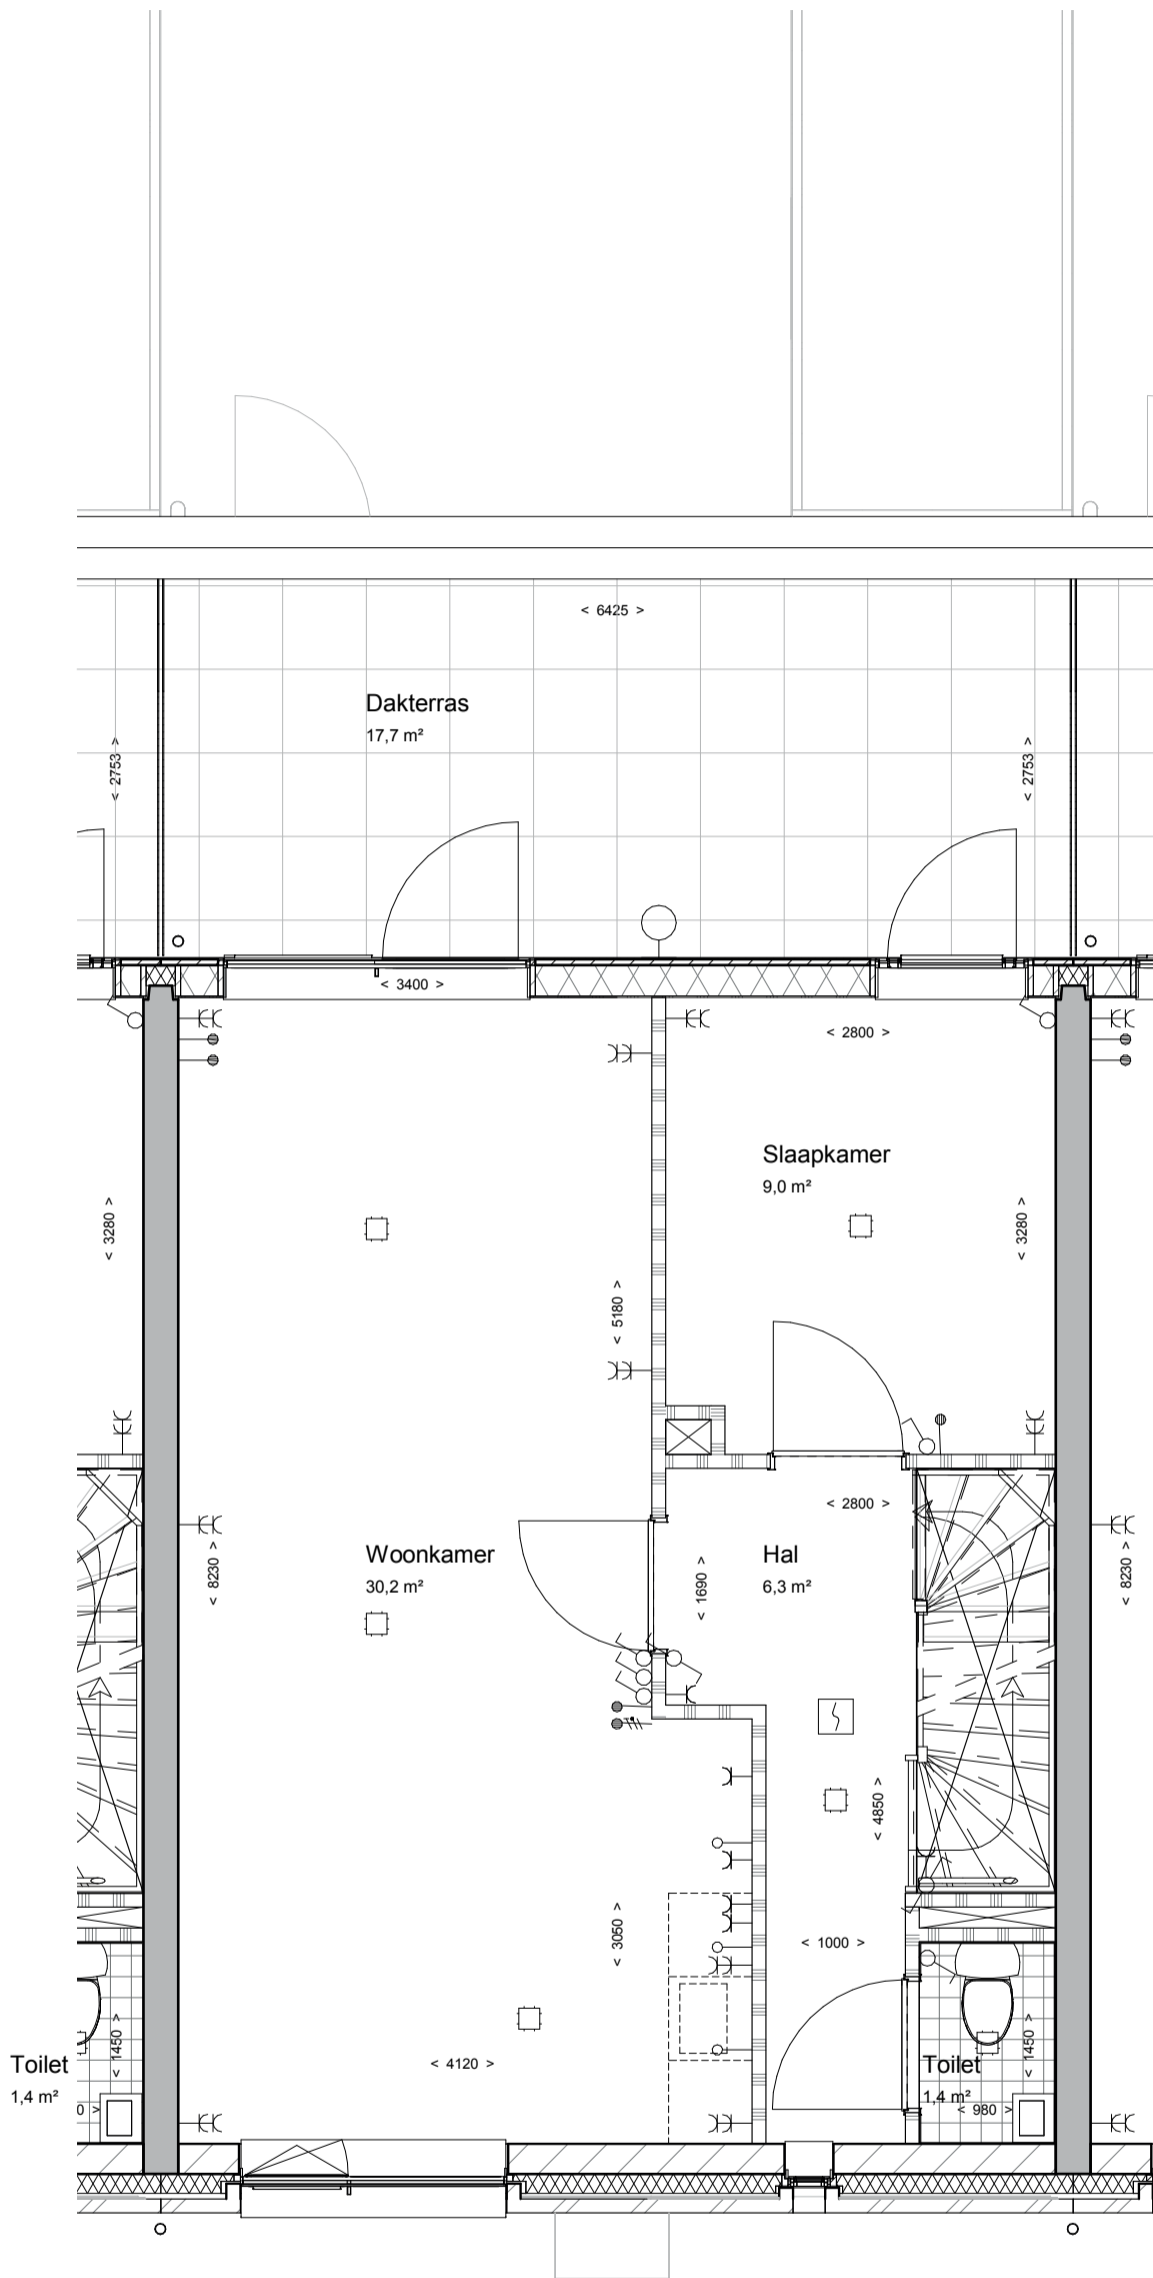 < 6425 >
Dakterras
17,7 m²
< 2753 >
< 2753 >
< 3400 >
< 2800 >
Slaapkamer
9,0 m²
< 3280 >
< 3280 >
< 5180 >
< 2800 >
Woonkamer
30,2 m²
Hal
6,3 m²
< 8230 >
< 1690 >
< 8230 >
< 4850 >
< 3050 >
< 1000 >
< 1450 >
< 1450 >
Toilet
1,4 m²
0 >
< 4120 >
Toilet
1,4 m²
< 980 >